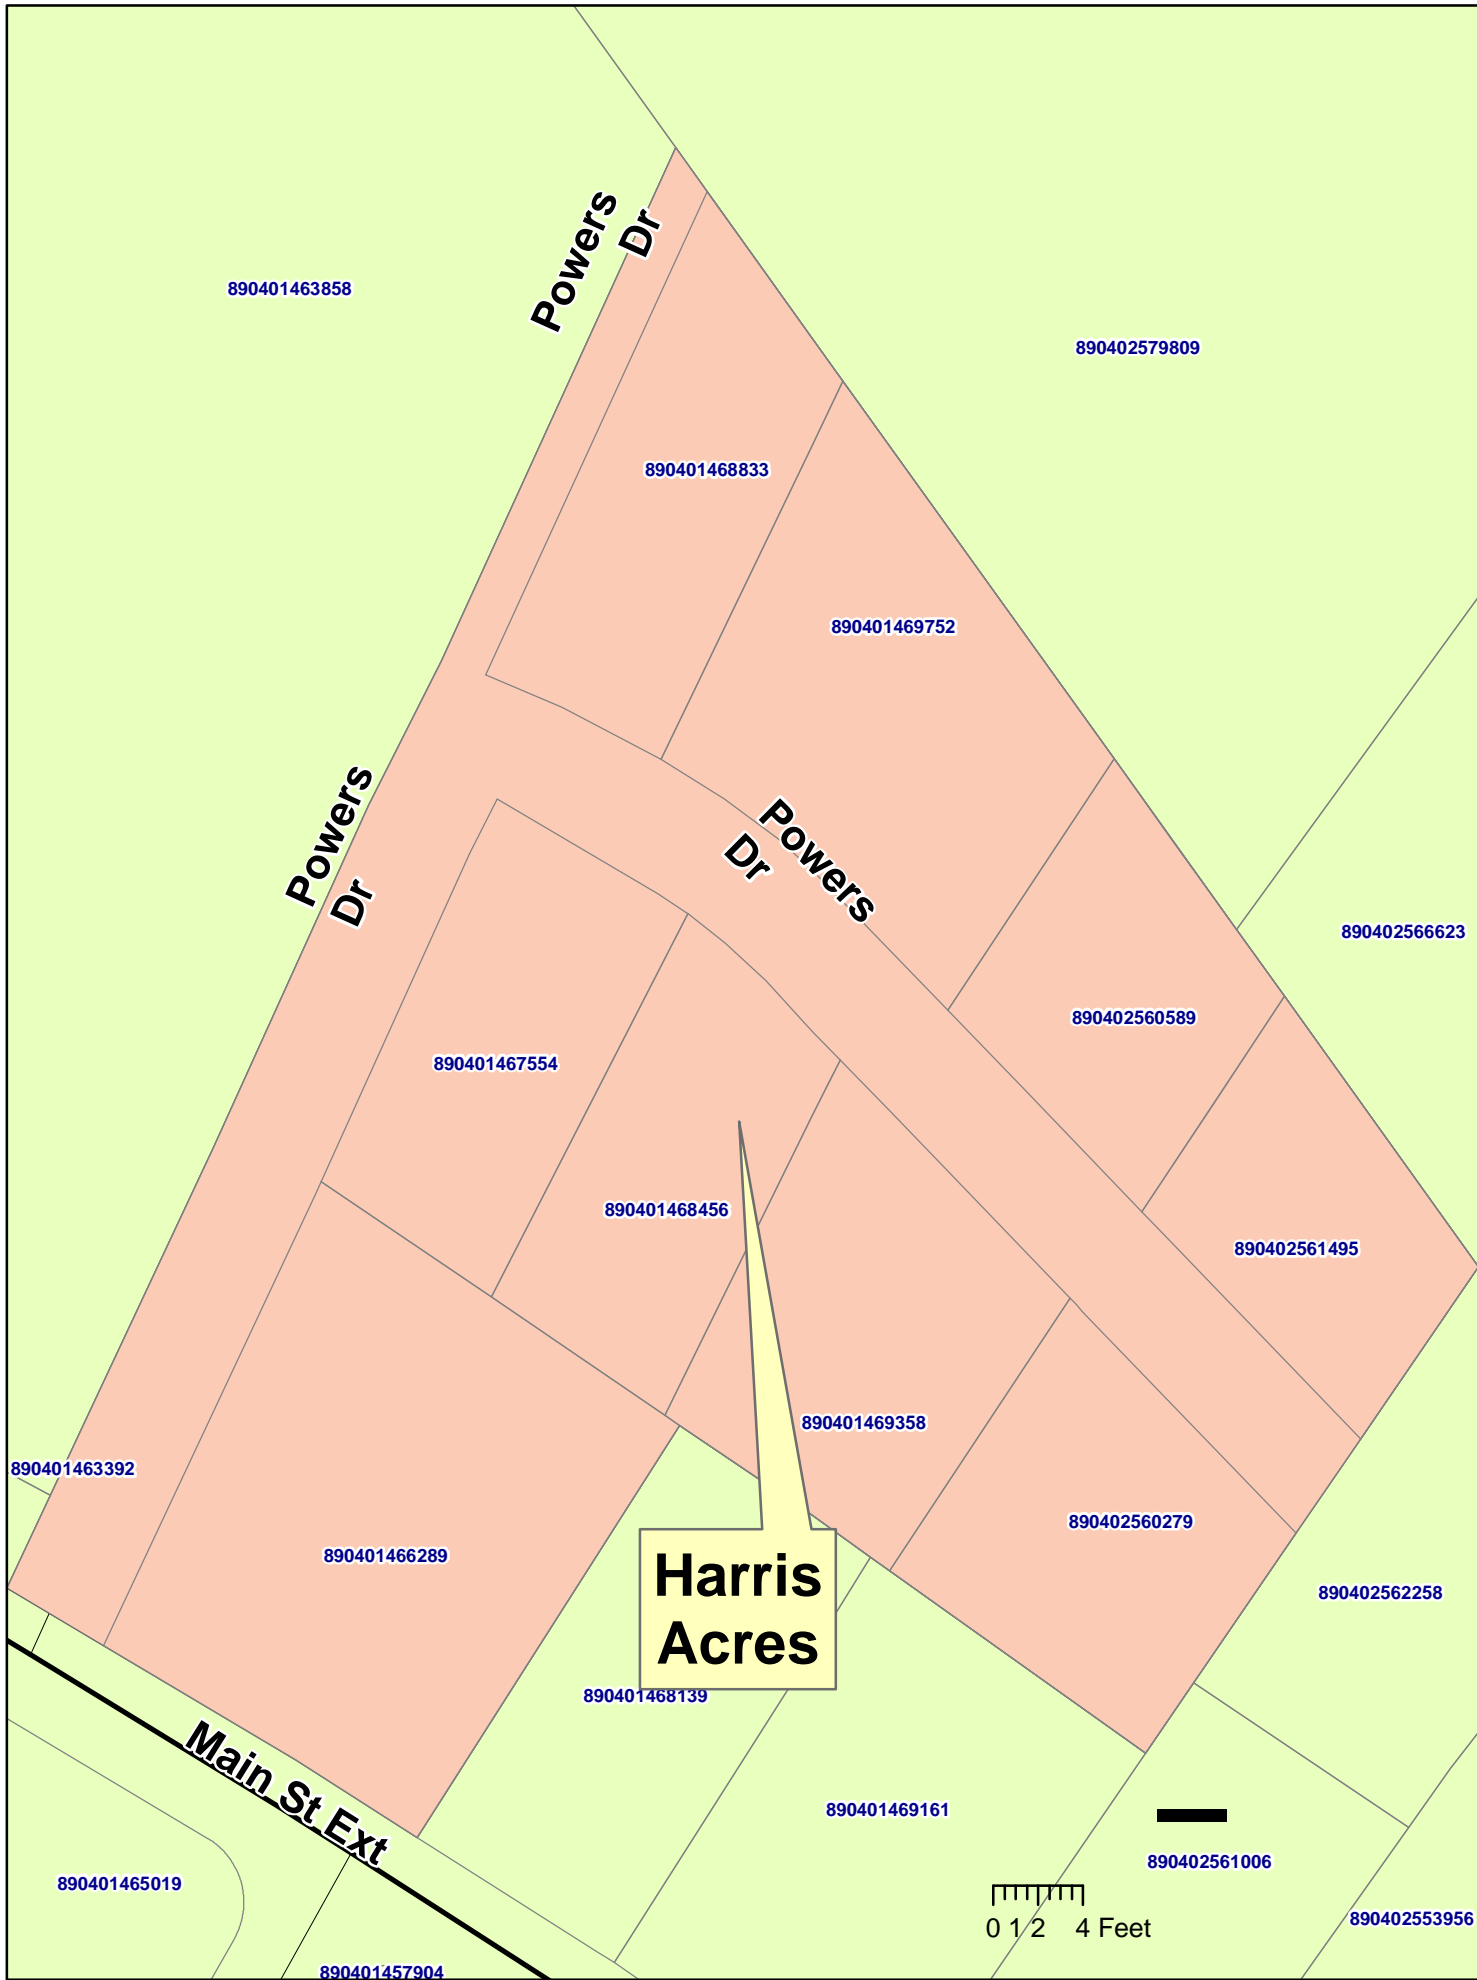 Powers
Dr
890401463858
890402579809
890401468833
890401469752
Powers
Dr
Powers
Dr
890402566623
890402560589
890401467554
890401468456
890402561495
890401469358
890401463392
890402560279
890401466289
Harris
Acres
890402562258
890401468139
Main St Ext
890401469161
890402561006
890401465019
890402553956
0 1 2 4 Feet
890401457904